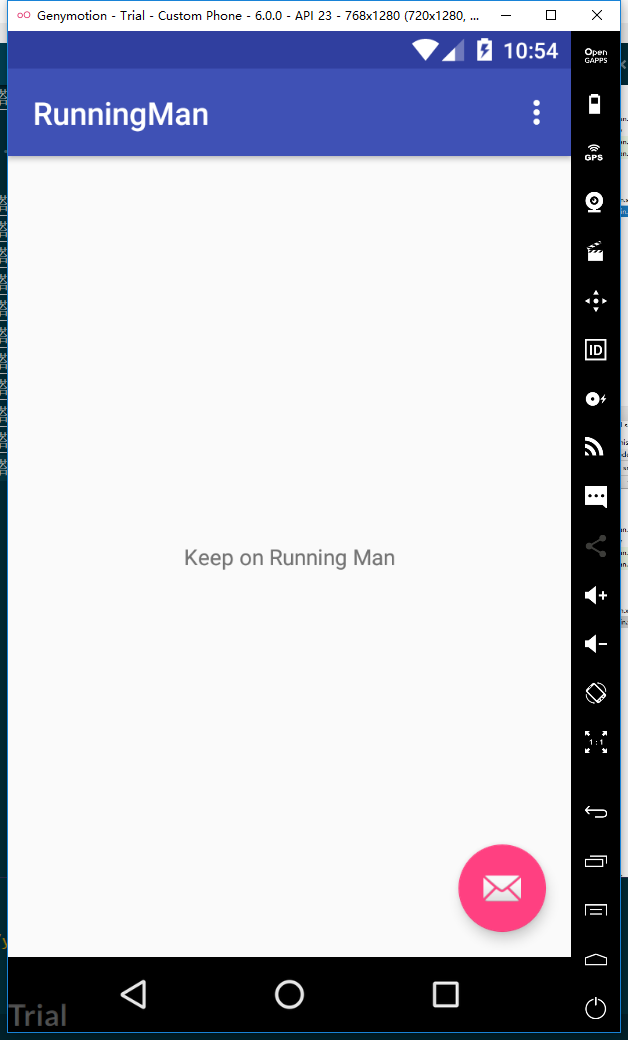 Genymotion - Trial - Custom Phone - 6.0.0 - API 23 - 768x1280 (720x1280, ...
10:54
RunningMan
Open
GAPPS
GPS
ID
Keep on Running Man
1:1
Trial